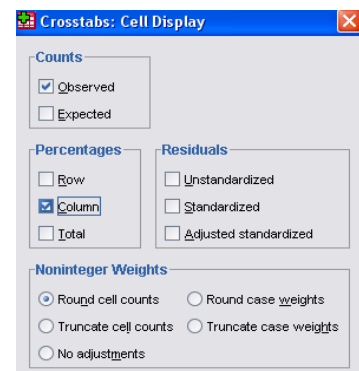 Crosstabs: Cell Display
Counts
Observed
Expected
Percentages
Row
Column
Total
Residuals
Unstandardized
Standardized
Adjusted standardized
Noninteger Weights
Round cell counts Round case weights
Truncate cell counts Truncate case weights
No adjustments